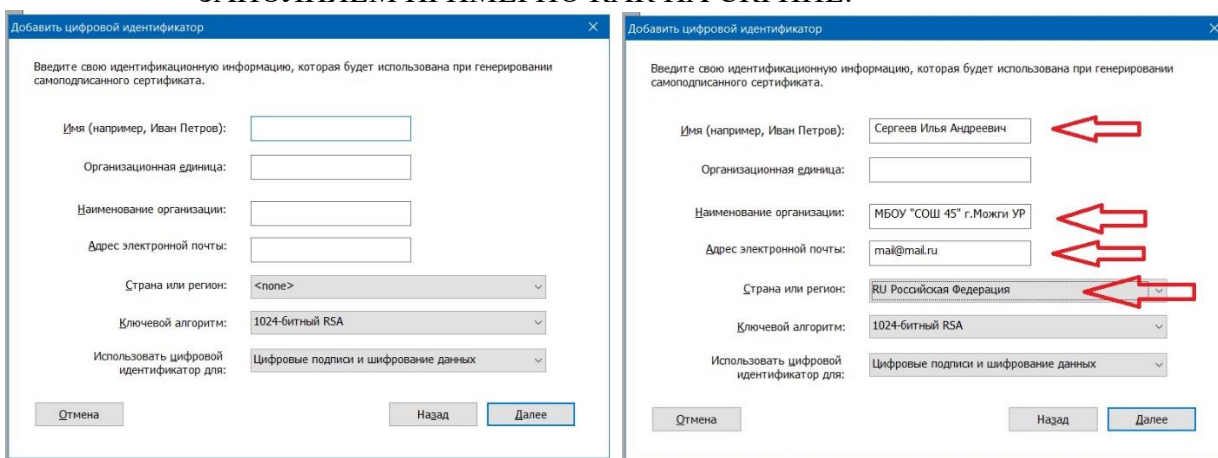 ЗАПОЛНЯЕМ ПРИМЕРНО КАК НА СКРИНЕ:
Добавить цифровой идентификатор
Введите свою идентификационную информацию, которая будет использована при генерировании
самоподписанного сертификата.
Имя (например, Иван Петров):
Организационная единица:
Наименование организации:
Адрес электронной почты:
Страна или регион: <none>
Ключевой алгоритм: 1024-битный RSA
Использовать цифровой Цифровые подписи и шифрование данных
идентификатор для:
Отмена Назад Далее
Добавить цифровой идентификатор
Введите свою идентификационную информацию, которая будет использована при генерировании
самоподписанного сертификата.
Имя (например, Иван Петров): Сергеев Илья Андреевич
Организационная единица:
Наименование организации: МБОУ "СОШ 45" г.Можги УР
Адрес электронной почты: mail@mail.ru
Страна или регион: RU Российская Федерация
Ключевой алгоритм: 1024-битный RSA
Использовать цифровой Цифровые подписи и шифрование данных
идентификатор для:
Отмена Назад Далее